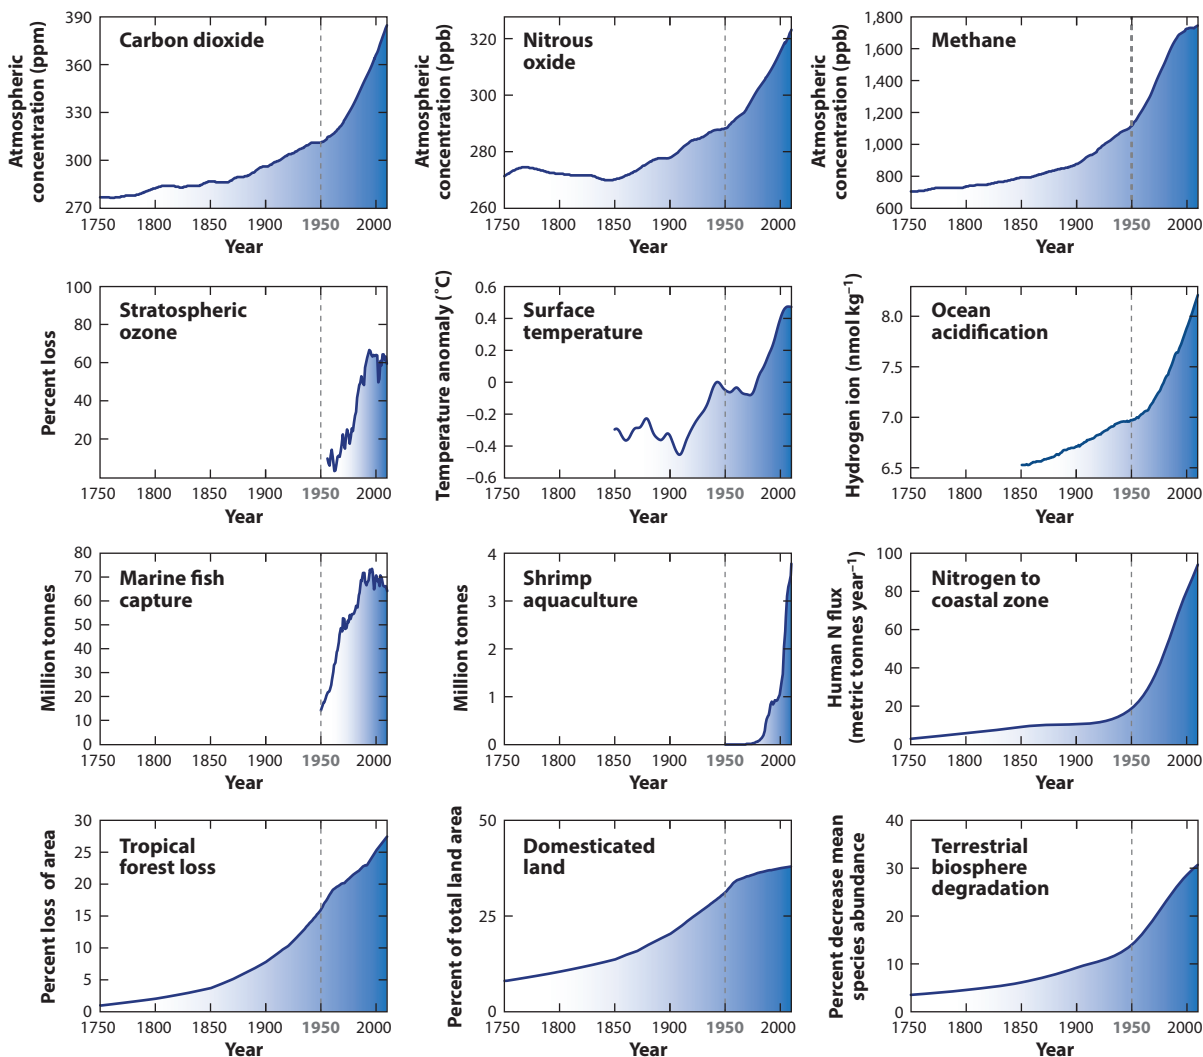 Atmospheric
concentration (ppm)
390
360
330
300
270
Carbon dioxide
1750 1800 1850 1900 1950 2000
Year
Atmospheric
concentration (ppb)
320
300
280
260
Nitrous
oxide
1750 1800 1850 1900 1950 2000
Year
Atmospheric
concentration (ppb)
1,800
1,600
1,400
1,200
1,000
800
600
Methane
1750 1800 1850 1900 1950 2000
Year
Percent loss
100
80
60
40
20
Stratospheric
ozone
1750 1800 1850 1900 1950 2000
Year
Temperature anomaly (˚C)
0.6
0.4
0.2
0
–0.2
–0.4
–0.6
Surface
temperature
1750 1800 1850 1900 1950 2000
Year
Hydrogen ion (nmol kg⁻¹)
8.0
7.5
7.0
6.5
Ocean
acidification
1750 1800 1850 1900 1950 2000
Year
Million tonnes
80
70
60
50
40
30
20
10
0
Marine fish
capture
1750 1800 1850 1900 1950 2000
Year
Million tonnes
4
3
2
1
0
Shrimp
aquaculture
1750 1800 1850 1900 1950 2000
Year
Human N flux
(metric tonnes year⁻¹)
100
80
60
40
20
0
Nitrogen to
coastal zone
1750 1800 1850 1900 1950 2000
Year
Percent loss of area
30
25
20
15
10
5
0
Tropical
forest loss
1750 1800 1850 1900 1950 2000
Year
Percent of total land area
50
25
0
Domesticated
land
1750 1800 1850 1900 1950 2000
Year
Percent decrease mean
species abundance
40
30
20
10
0
Terrestrial
biosphere
degradation
1750 1800 1850 1900 1950 2000
Year